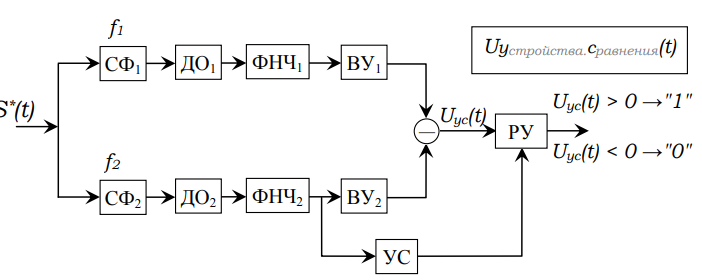 f1
Uустройства.сравнения(t)
СФ1
ДО1
ФНЧ1
ВУ1
S*(t)
Uус(t)
Uус(t) > 0 →"1"
—
РУ
Uус(t) < 0 →"0"
f2
СФ2
ДО2
ФНЧ2
ВУ2
УС